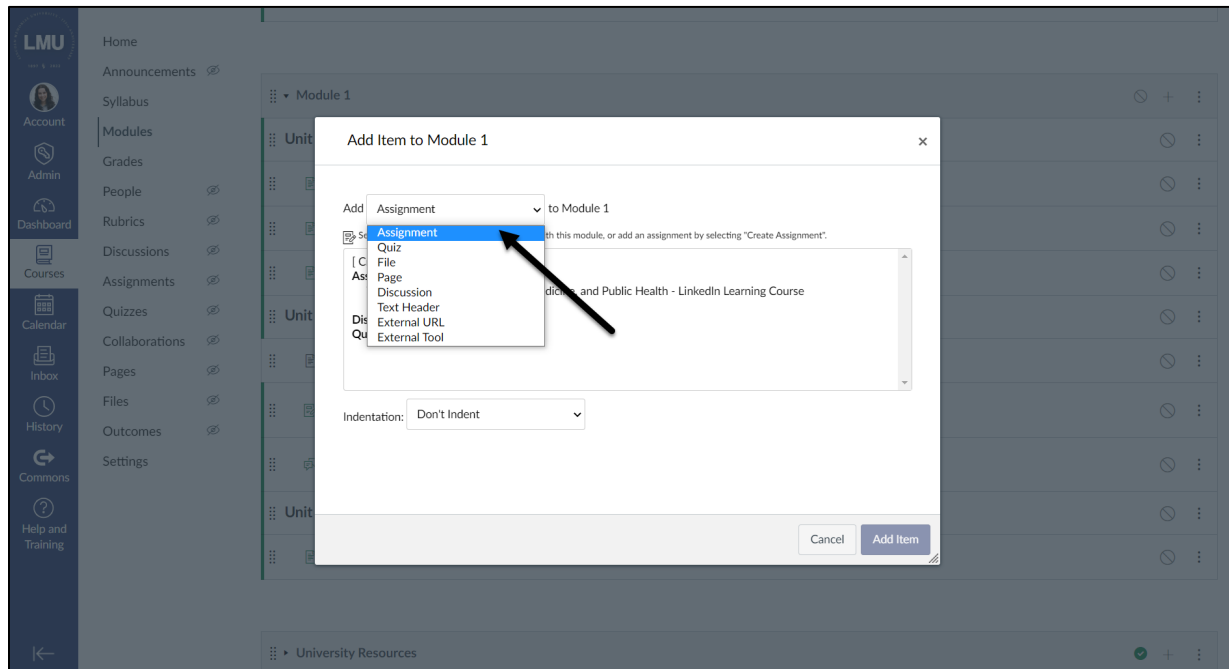 LMU
Account
Admin
Dashboard
Courses
Calendar
Inbox
History
Commons
Help and
Training
Home
Announcements
Syllabus
Modules
Grades
People
Rubrics
Discussions
Assignments
Quizzes
Collaborations
Pages
Files
Outcomes
Settings
Module 1
Unit
Unit
Unit
University Resources
Add Item to Module 1
Add Assignment to Module 1
th this module, or add an assignment by selecting "Create Assignment".
Assignment
Quiz
File
Page
Discussion
Text Header
External URL
External Tool
[ C
Ass
and Public Health - LinkedIn Learning Course
Dis
Qu
Indentation: Don't Indent
Cancel
Add Item